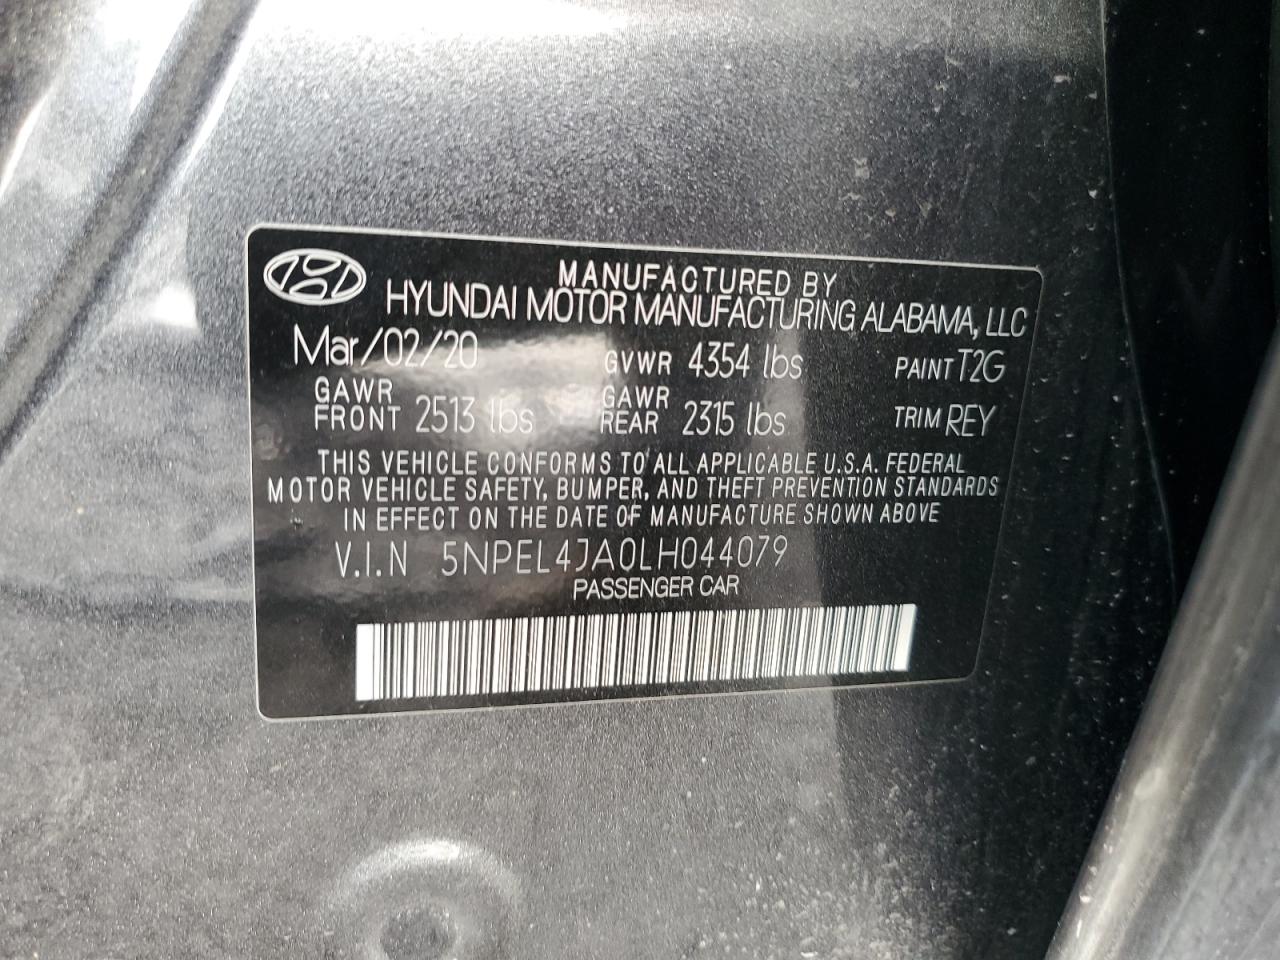 MANUFACTURED BY
HYUNDAI MOTOR MANUFACTURING ALABAMA, LLC
Mar/02/20 GVWR 4354 lbs PAINT T2G
GAWR FRONT 2513 lbs GAWR REAR 2315 lbs TRIM REY
THIS VEHICLE CONFORMS TO ALL APPLICABLE U.S.A. FEDERAL
MOTOR VEHICLE SAFETY, BUMPER, AND THEFT PREVENTION STANDARDS
IN EFFECT ON THE DATE OF MANUFACTURE SHOWN ABOVE
V.I.N 5NPEL4JA0LH044079
PASSENGER CAR